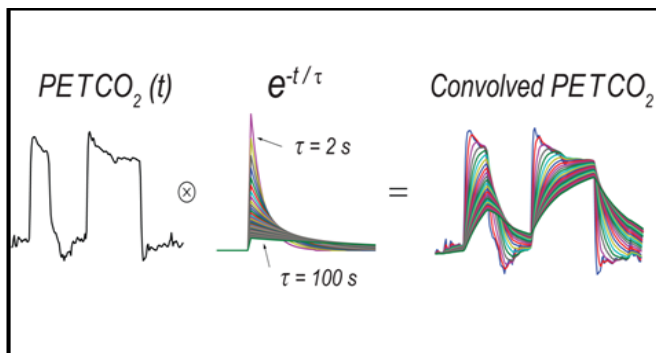 PETCO₂ (t)
e^-t/τ
Convolved PETCO₂
τ = 2 s
⊗
=
τ = 100 s